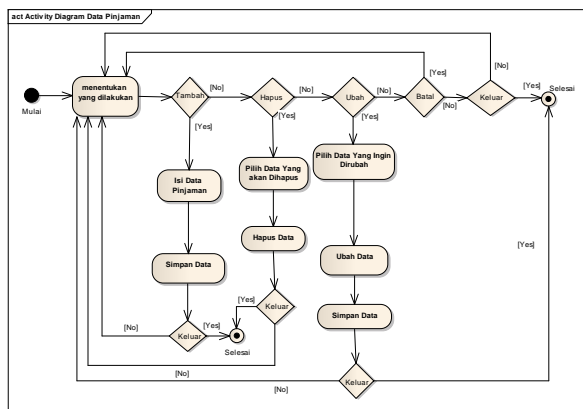 act Activity Diagram Data Pinjaman
[No]
[No]
[Yes]
menentukan
yang dilakukan
Mulai
Tambah
[No]
Hapus
[No]
Ubah
[No]
Batal
[No]
Keluar
[Yes]
Selesai
[Yes]
[Yes]
[Yes]
Isi Data
Pinjaman
Pilih Data Yang
akan Dihapus
Pilih Data Yang Ingin
Dirubah
Simpan Data
Hapus Data
Ubah Data
[Yes]
Simpan Data
Keluar
[Yes]
[No]
Keluar
[Yes]
Selesai
[No]
[No]
Keluar